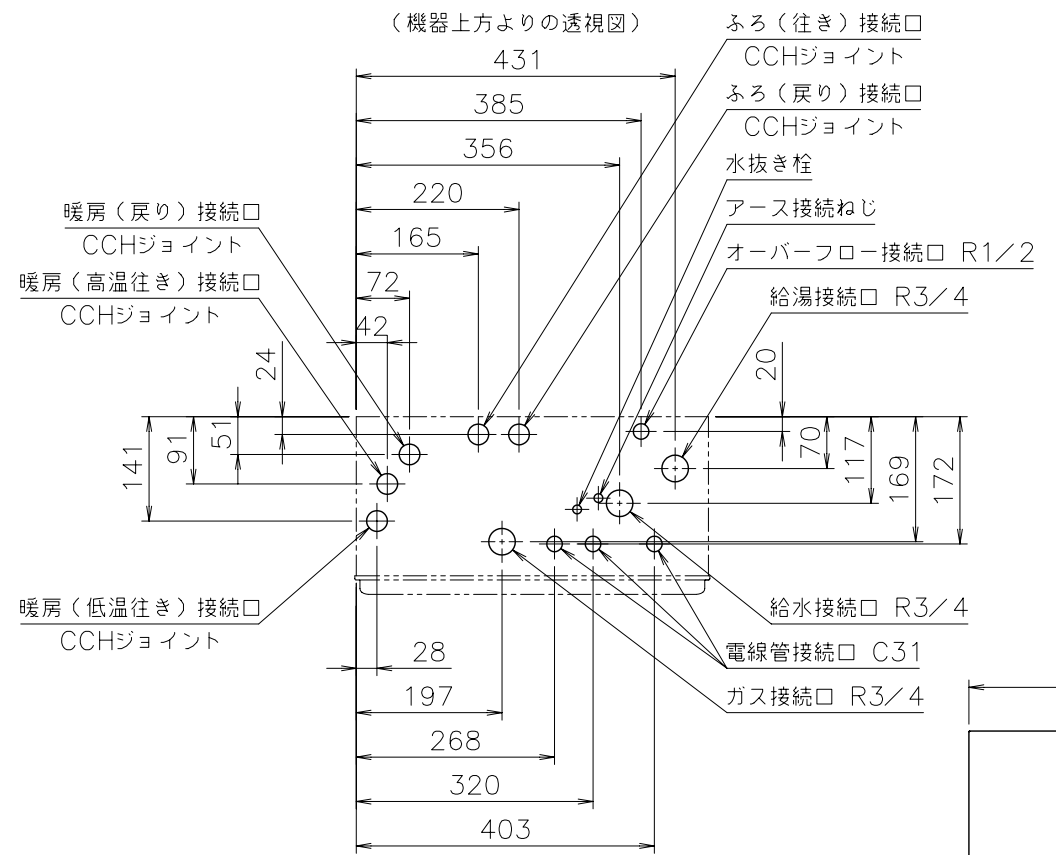 （機器上方よりの透視図）
ふろ（往き）接続口
CCHジョイント
431
ふろ（戻り）接続口
CCHジョイント
385
356
水抜き栓
220
アース接続ねじ
暖房（戻り）接続口
CCHジョイント
165
オーバーフロー接続口 R1/2
72
暖房（高温往き）接続口
CCHジョイント
給湯接続口 R3/4
42
24
20
51
91
141
70
117
169
172
暖房（低温往き）接続口
CCHジョイント
給水接続口 R3/4
28
電線管接続口 C31
197
ガス接続口 R3/4
268
320
403